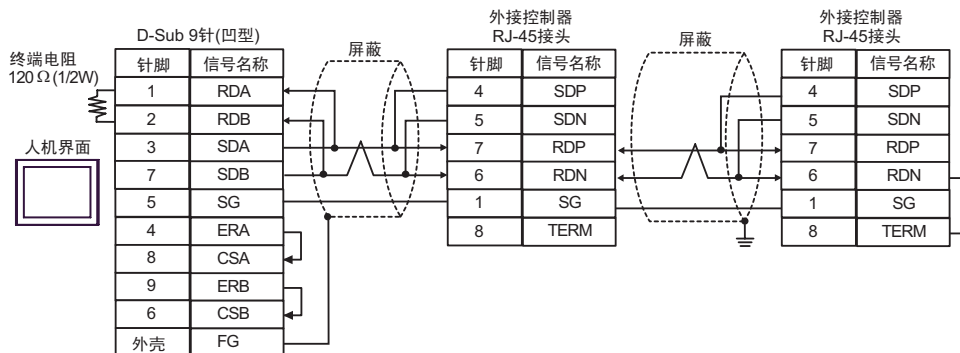 D-Sub 9针(凹型)
终端电阻
120Ω(1/2W)
人机界面
针脚 信号名称
1 RDA
2 RDB
3 SDA
7 SDB
5 SG
4 ERA
8 CSA
9 ERB
6 CSB
外壳 FG
屏蔽
外接控制器
RJ-45接头
针脚 信号名称
4 SDP
5 SDN
7 RDP
6 RDN
1 SG
8 TERM
屏蔽
外接控制器
RJ-45接头
针脚 信号名称
4 SDP
5 SDN
7 RDP
6 RDN
1 SG
8 TERM